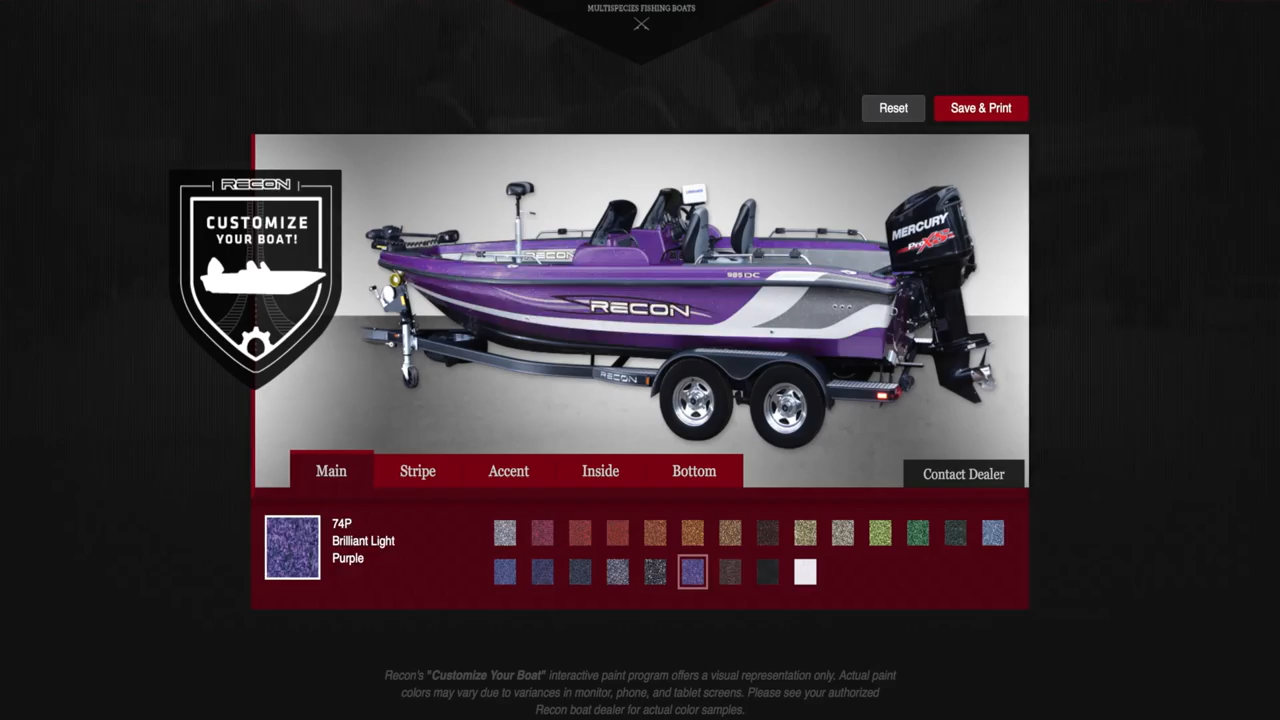 MULTISPECIES FISHING BOATS
Reset
Save & Print
RECON
CUSTOMIZE
YOUR BOAT!
MERCURY
Pro XS
RECON
985 DC
RECON
RECON
Main
Stripe
Accent
Inside
Bottom
Contact Dealer
74P
Brilliant Light
Purple
Recon's "Customize Your Boat" interactive paint program offers a visual representation only. Actual paint
colors may vary due to variances in monitor, phone, and tablet screens. Please see your authorized
Recon boat dealer for actual color samples.